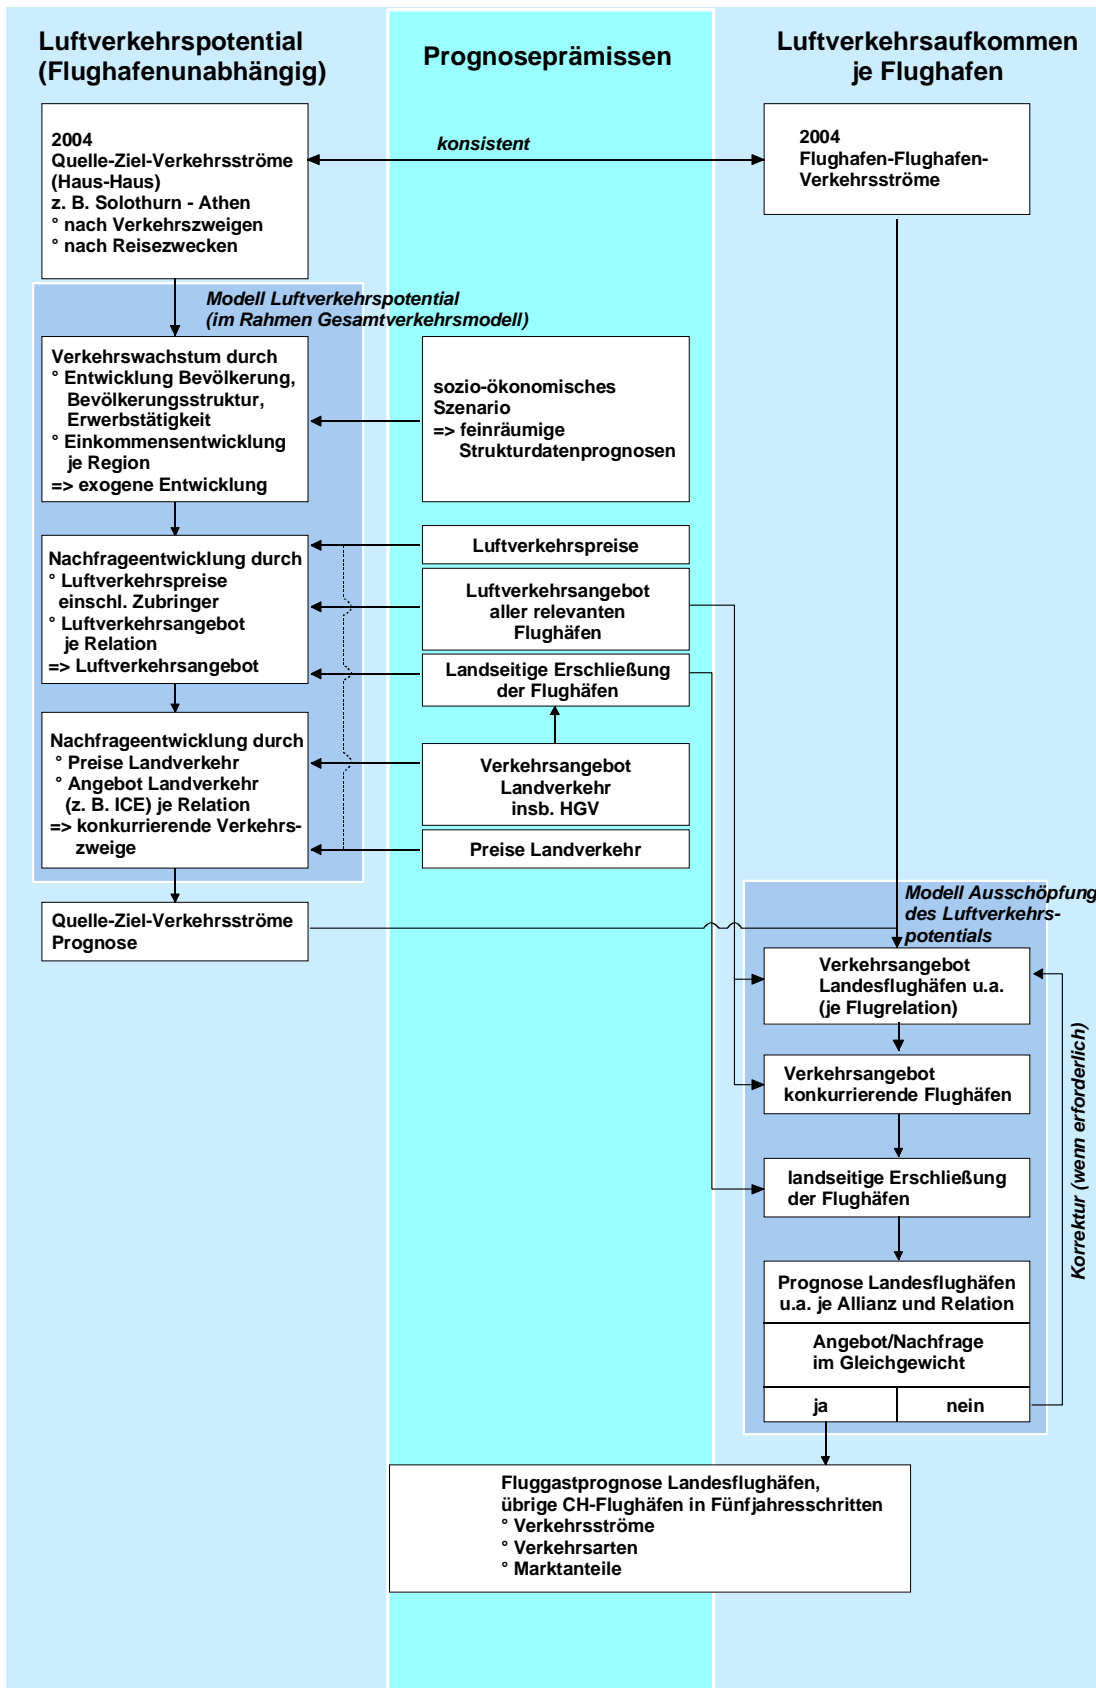 Luftverkehrspotential
(Flughafenunabhängig)
Prognoseprämissen
Luftverkehrsaufkommen
je Flughafen
2004
Quelle-Ziel-Verkehrsströme
(Haus-Haus)
z. B. Solothurn - Athen
° nach Verkehrszweigen
° nach Reisezwecken
konsistent
2004
Flughafen-Flughafen-
Verkehrsströme
Modell Luftverkehrspotential
(im Rahmen Gesamtverkehrsmodell)
Verkehrswachstum durch
° Entwicklung Bevölkerung,
Bevölkerungsstruktur,
Erwerbstätigkeit
° Einkommensentwicklung
je Region
=> exogene Entwicklung
sozio-ökonomisches
Szenario
=> feinräumige
Strukturdatenprognosen
Nachfrageentwicklung durch
° Luftverkehrspreise
einschl. Zubringer
° Luftverkehrsangebot
je Relation
=> Luftverkehrsangebot
Luftverkehrspreise
Luftverkehrsangebot
aller relevanten
Flughäfen
Landseitige Erschließung
der Flughäfen
Nachfrageentwicklung durch
° Preise Landverkehr
° Angebot Landverkehr
(z. B. ICE) je Relation
=> konkurrierende Verkehrs-
zweige
Verkehrsangebot
Landverkehr
insb. HGV
Preise Landverkehr
Quelle-Ziel-Verkehrsströme
Prognose
Modell Ausschöpfung
des Luftverkehrs-
potentials
Verkehrsangebot
Landesflughäfen u.a.
(je Flugrelation)
Verkehrsangebot
konkurrierende Flughäfen
landseitige Erschließung
der Flughäfen
Prognose Landesflughäfen
u.a. je Allianz und Relation
Angebot/Nachfrage
im Gleichgewicht
ja
nein
Korrektur (wenn erforderlich)
Fluggastprognose Landesflughäfen,
übrige CH-Flughäfen in Fünfjahresschritten
° Verkehrsströme
° Verkehrsarten
° Marktanteile